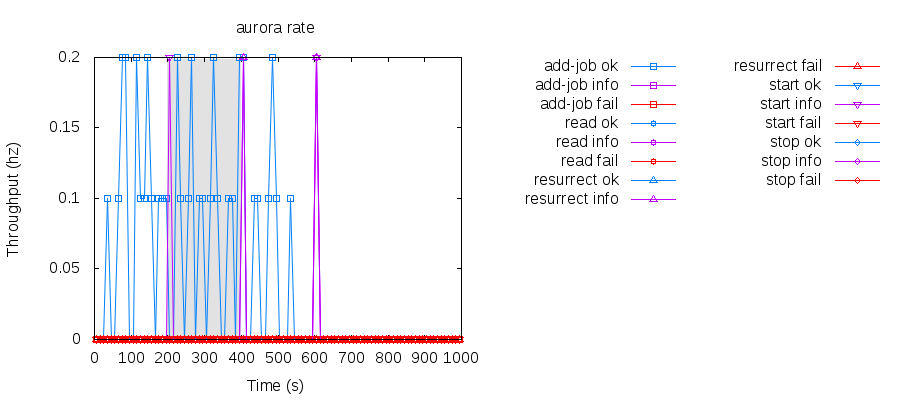 aurora rate
0.2
0.15
0.1
0.05
0
Throughput (hz)
0 100 200 300 400 500 600 700 800 900 1000
Time (s)
add-job ok
add-job info
add-job fail
read ok
read info
read fail
resurrect ok
resurrect info
resurrect fail
start ok
start info
start fail
stop ok
stop info
stop fail